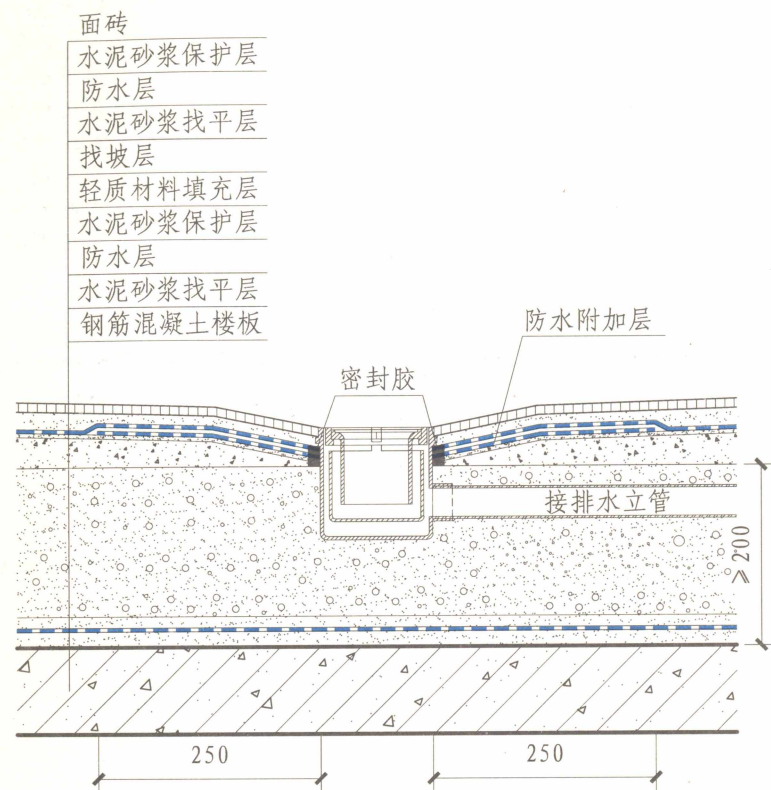 面砖
水泥砂浆保护层
防水层
水泥砂浆找平层
找坡层
轻质材料填充层
水泥砂浆保护层
防水层
水泥砂浆找平层
钢筋混凝土楼板
防水附加层
密封胶
接排水立管
≥200
250
250